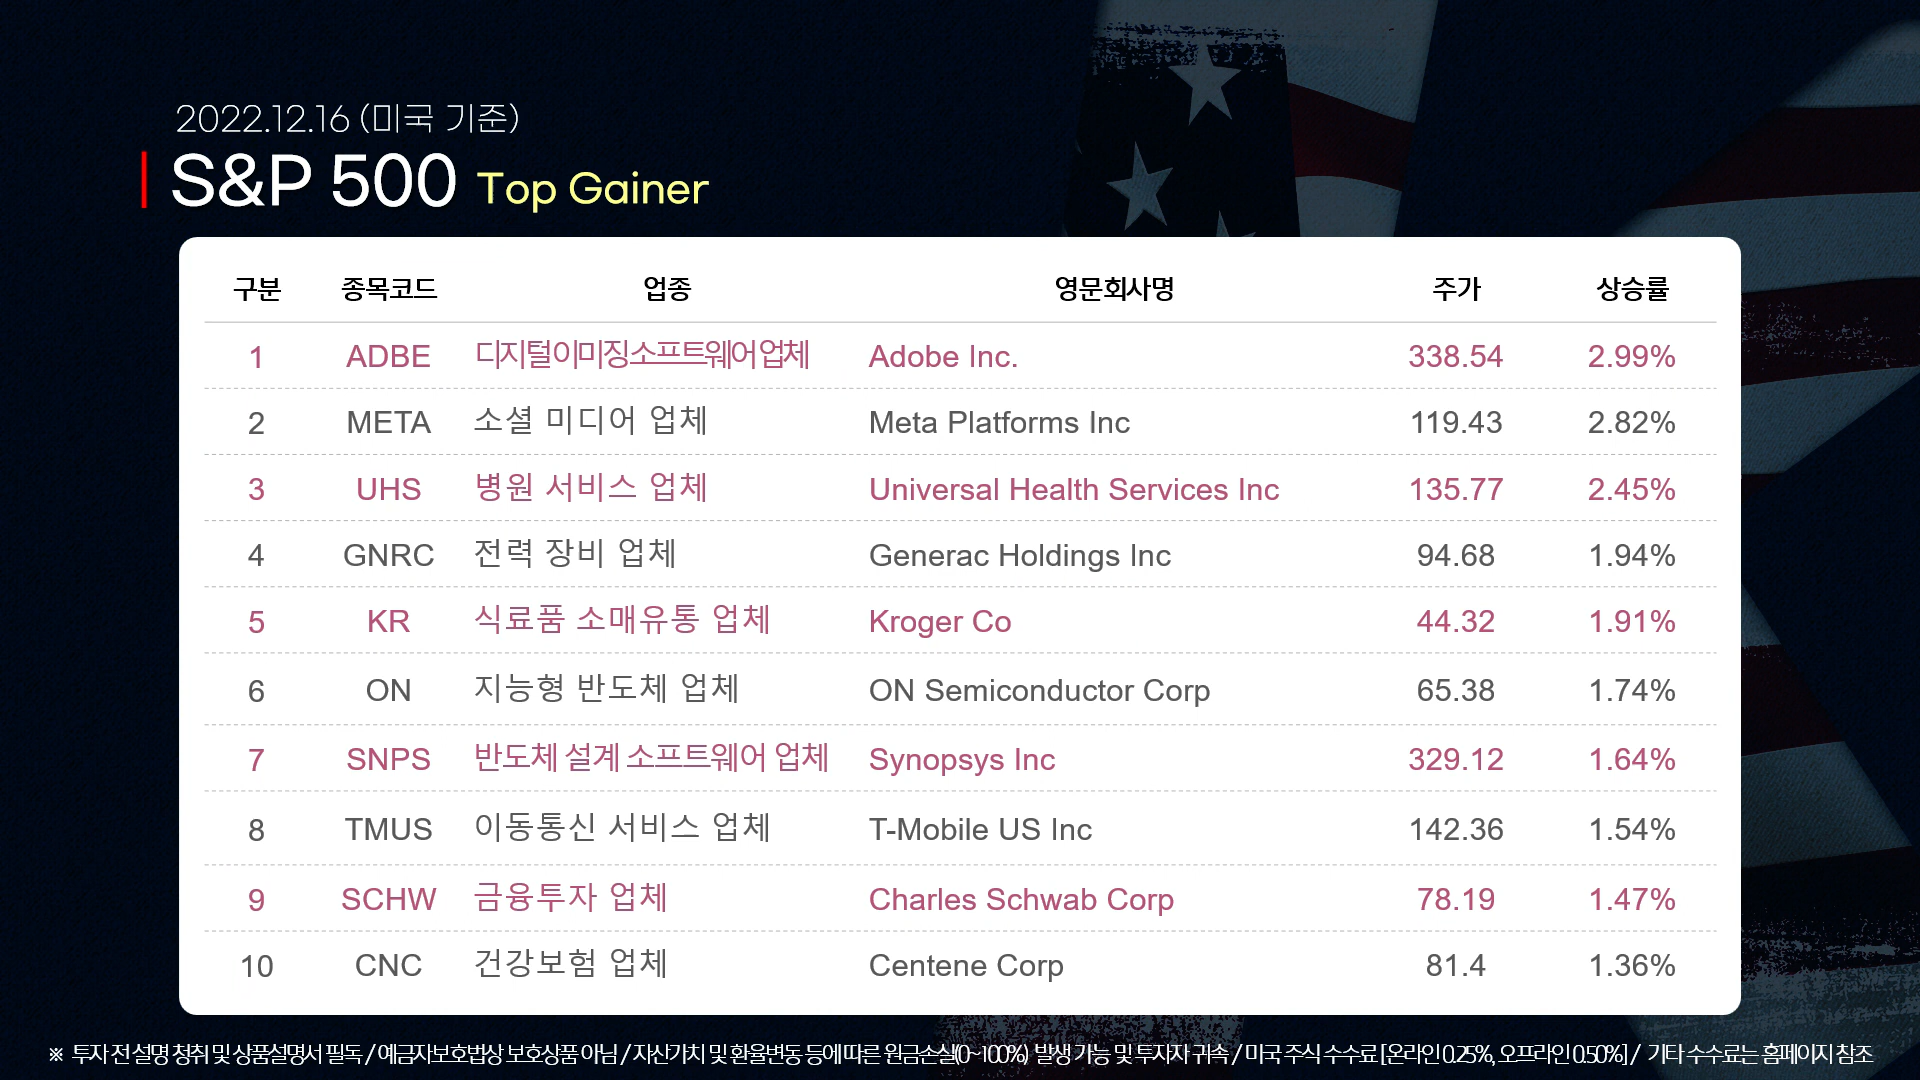 2022.12.16 (미국 기준)
S&P 500 Top Gainer
구분 종목코드 업종 영문회사명 주가 상승률
1 ADBE 디지털이미징소프트웨어업체 Adobe Inc. 338.54 2.99%
2 META 소셜 미디어 업체 Meta Platforms Inc 119.43 2.82%
3 UHS 병원 서비스 업체 Universal Health Services Inc 135.77 2.45%
4 GNRC 전력 장비 업체 Generac Holdings Inc 94.68 1.94%
5 KR 식료품 소매유통 업체 Kroger Co 44.32 1.91%
6 ON 지능형 반도체 업체 ON Semiconductor Corp 65.38 1.74%
7 SNPS 반도체 설계 소프트웨어 업체 Synopsys Inc 329.12 1.64%
8 TMUS 이동통신 서비스 업체 T-Mobile US Inc 142.36 1.54%
9 SCHW 금융투자 업체 Charles Schwab Corp 78.19 1.47%
10 CNC 건강보험 업체 Centene Corp 81.4 1.36%
※ 투자 전 설명 청취 및 상품설명서 필독 / 예금자보호법상 보호상품 아님 / 자산가치 및 환율변동 등에 따른 원금손실(0~100%) 발생 가능 및 투자자 귀속 / 미국 주식 수수료 [온라인 0.25%, 오프라인 0.50%] / 기타 수수료는 홈페이지 참조